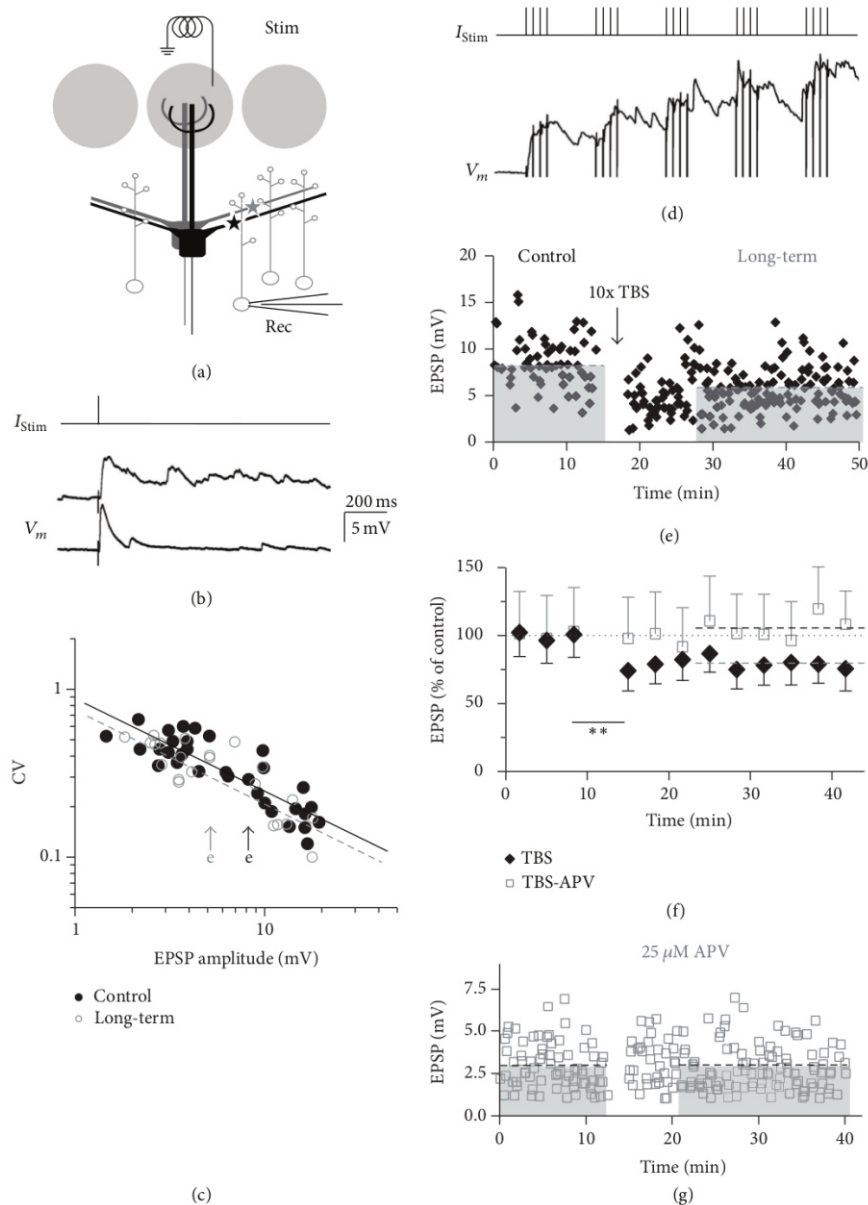 Stim
Rec
(a)
I_Stim
V_m
200 ms
5 mV
(b)
CV
1
0.1
1
10
e
e
EPSP amplitude (mV)
Control
Long-term
(c)
I_Stim
V_m
(d)
Control
10x TBS
Long-term
EPSP (mV)
20
15
10
5
0
0
10
20
30
40
50
Time (min)
(e)
EPSP (% of control)
150
100
75
50
25
0
**
0
10
20
30
40
Time (min)
TBS
TBS-APV
(f)
25 μM APV
EPSP (mV)
7.5
5.0
2.5
0.0
0
10
20
30
40
Time (min)
(g)